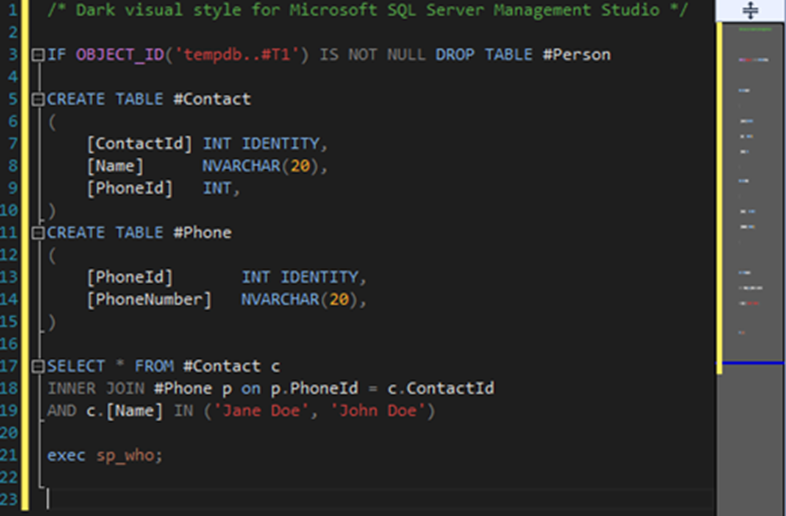 1 /* Dark visual style for Microsoft SQL Server Management Studio */
2
3 IF OBJECT_ID('tempdb..#T1') IS NOT NULL DROP TABLE #Person
4
5 CREATE TABLE #Contact
6 (
7 [ContactId] INT IDENTITY,
8 [Name] NVARCHAR(20),
9 [PhoneId] INT,
10 )
11 CREATE TABLE #Phone
12 (
13 [PhoneId] INT IDENTITY,
14 [PhoneNumber] NVARCHAR(20),
15 )
16
17 SELECT * FROM #Contact c
18 INNER JOIN #Phone p on p.PhoneId = c.ContactId
19 AND c.[Name] IN ('Jane Doe', 'John Doe')
20
21 exec sp_who;
22
23